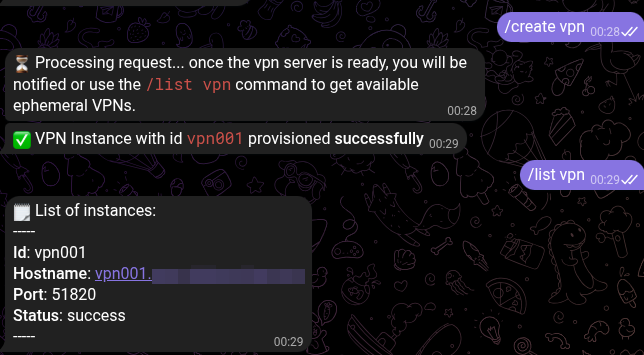 /create vpn 00:28
⏳ Processing request... once the vpn server is ready, you will be
notified or use the /list vpn command to get available
ephemeral VPNs.
00:28
✅ VPN Instance with id vpn001 provisioned successfully 00:29
/list vpn 00:29
🗒️ List of instances:
-----
Id: vpn001
Hostname: vpn001.
Port: 51820
Status: success
-----
00:29